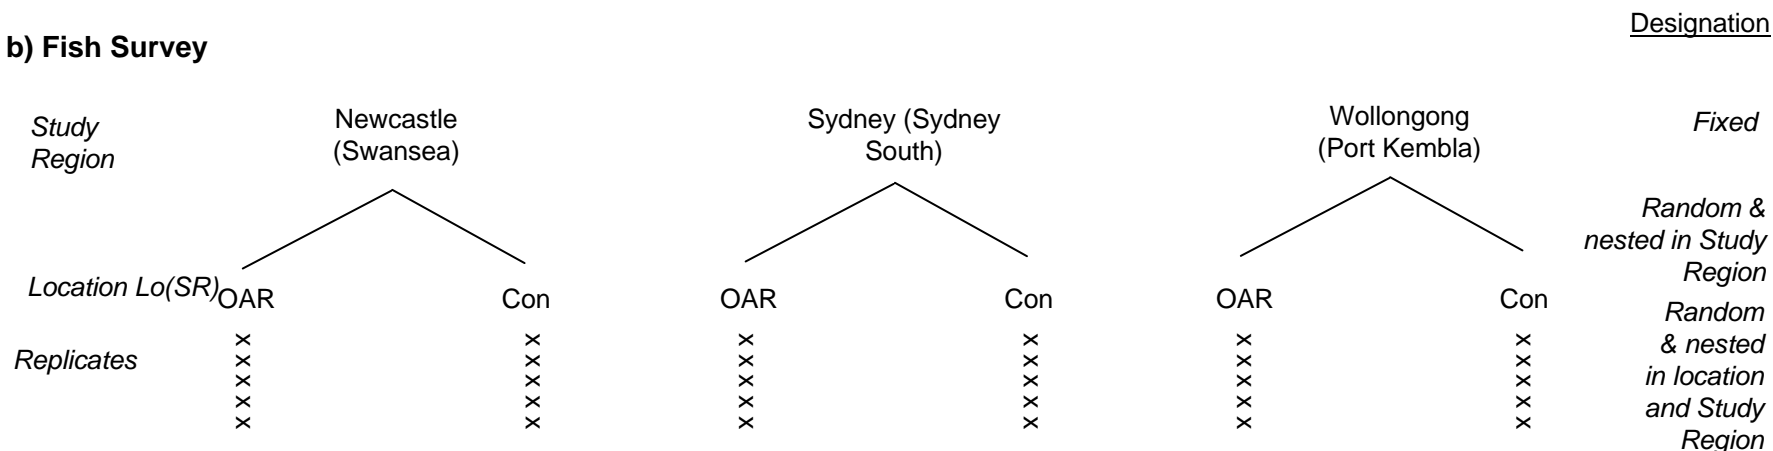 Designation
b) Fish Survey
Study
Region
Newcastle
(Swansea)
Sydney (Sydney
South)
Wollongong
(Port Kembla)
Fixed
Random &
nested in Study
Region
Location Lo(SR)
OAR
Con
OAR
Con
OAR
Con
Replicates
x x x x x x
x x x x x x
x x x x x x
x x x x x x
x x x x x x
Random
& nested
in location
and Study
Region